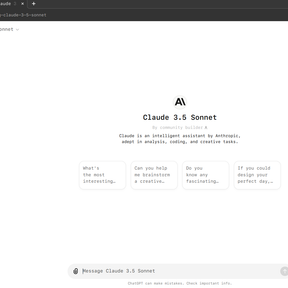 Claude
-claude-3-5-sonnet
onnet
Claude 3.5 Sonnet
By community builder
Claude is an intelligent assistant by Anthropic,
adept in analysis, coding, and creative tasks.
What's
the most
interesting…
Can you help
me brainstorm
a creative…
Do you
know any
fascinating…
If you could
design your
perfect day,…
Message Claude 3.5 Sonnet
ChatGPT can make mistakes. Check important info.